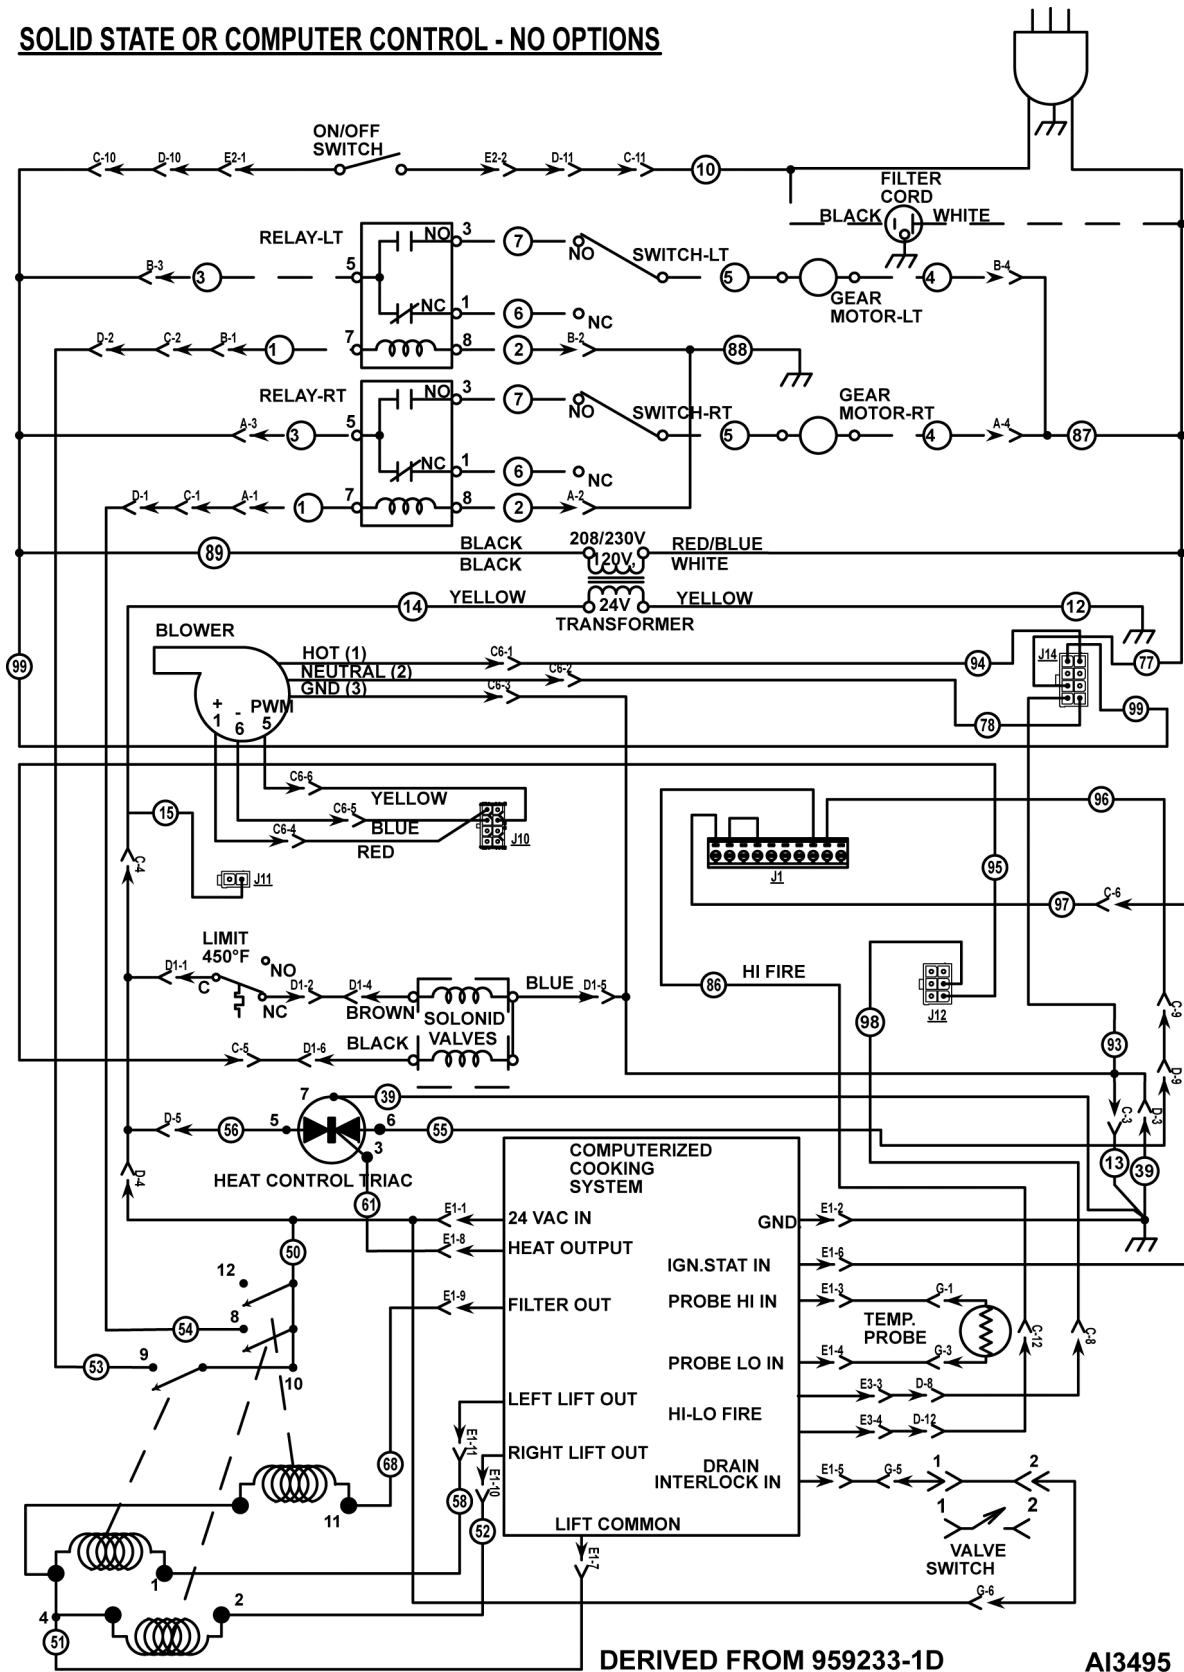 SOLID STATE OR COMPUTER CONTROL - NO OPTIONS
ON/OFF
SWITCH
C-10 D-10 E2-1 E2-2 D-11 C-11 10
FILTER
CORD
BLACK WHITE
RELAY-LT NO 3 7 NO SWITCH-LT
B-3 3 5 5 4 B-4
GEAR
MOTOR-LT
NC 1 6 NC
D-2 C-2 B-1 1 7 8 2 B-2 88
RELAY-RT NO 3 7 NO SWITCH-RT
GEAR
MOTOR-RT
A-3 3 5 5 4 A-4 87
NC 1 6 NC
D-1 C-1 A-1 1 7 8 2 A-2
89 BLACK 208/230V RED/BLUE
BLACK 120V, WHITE
14 YELLOW 24V YELLOW 12
TRANSFORMER
BLOWER
99 HOT (1) C6-1 94 J14 77
NEUTRAL (2) C6-2
GND (3) C6-3
78 99
+ - PWM
1 6 5
C6-6 YELLOW
C6-5 BLUE
C6-4 RED
J10
15 J11
C-4
96
J1
95
97 C-6
LIMIT
450°F
NO
D1-1 C NC D1-2 D1-4 BROWN
BLUE D1-5
SOLONID
VALVES
C-5 D1-6 BLACK
86 HI FIRE
98 J12
C-9
93
D-9
C-3 D-3
13 39
7 39
D-5 56 5 6 55
3
HEAT CONTROL TRIAC
D-4
61
COMPUTERIZED
COOKING
SYSTEM
E1-1 24 VAC IN GND E1-2
E1-8 HEAT OUTPUT
50
IGN.STAT IN E1-6
12
E1-9 FILTER OUT PROBE HI IN E1-3 G-1
54 8
TEMP.
PROBE
C-12 C-8
53 9 10
PROBE LO IN E1-4 G-3
E3-3 D-8
LEFT LIFT OUT HI-LO FIRE
E3-4 D-12
E1-11
RIGHT LIFT OUT
E1-10
68
DRAIN
INTERLOCK IN E1-5 G-5 1 2
58
11
52
1 2
VALVE
SWITCH
LIFT COMMON
E1-7
1
G-6
4 2
51
DERIVED FROM 959233-1D AI3495